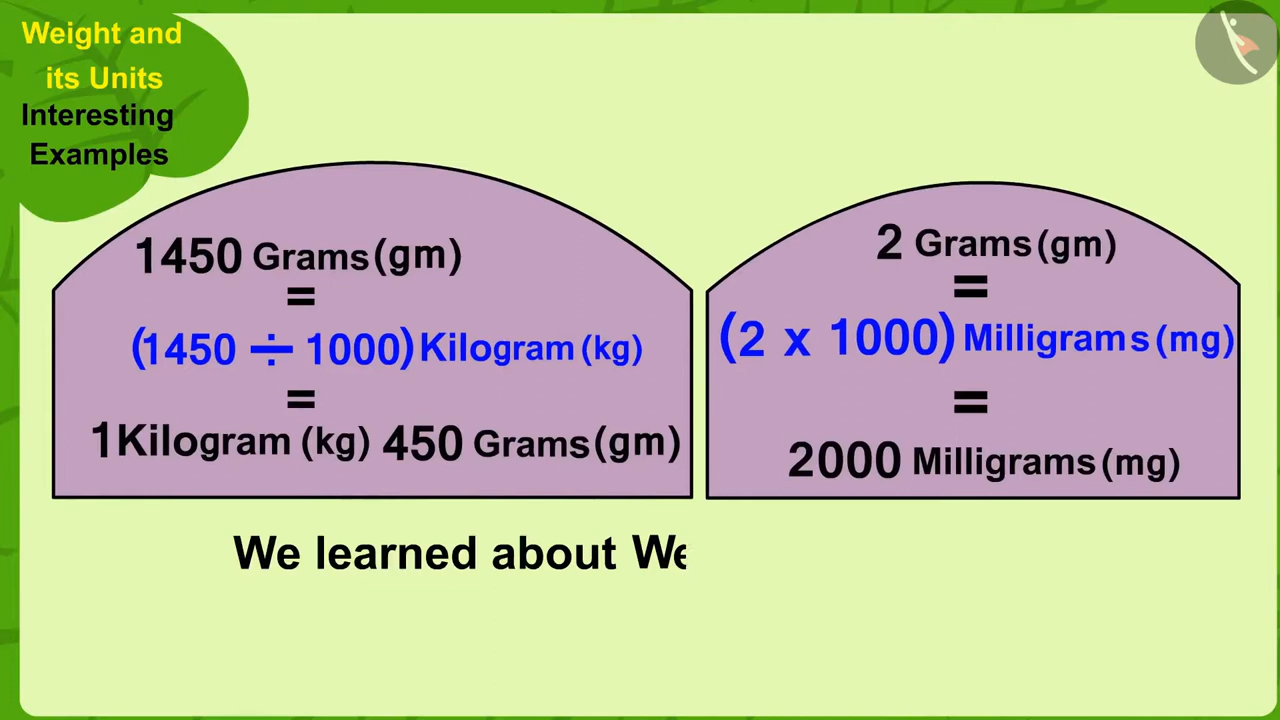 Weight and
its Units
Interesting
Examples
1450 Grams(gm)
=
(1450 ÷ 1000) Kilogram (kg)
=
1Kilogram (kg) 450 Grams(gm)
2 Grams(gm)
=
(2 x 1000) Milligrams(mg)
=
2000 Milligrams(mg)
We learned about